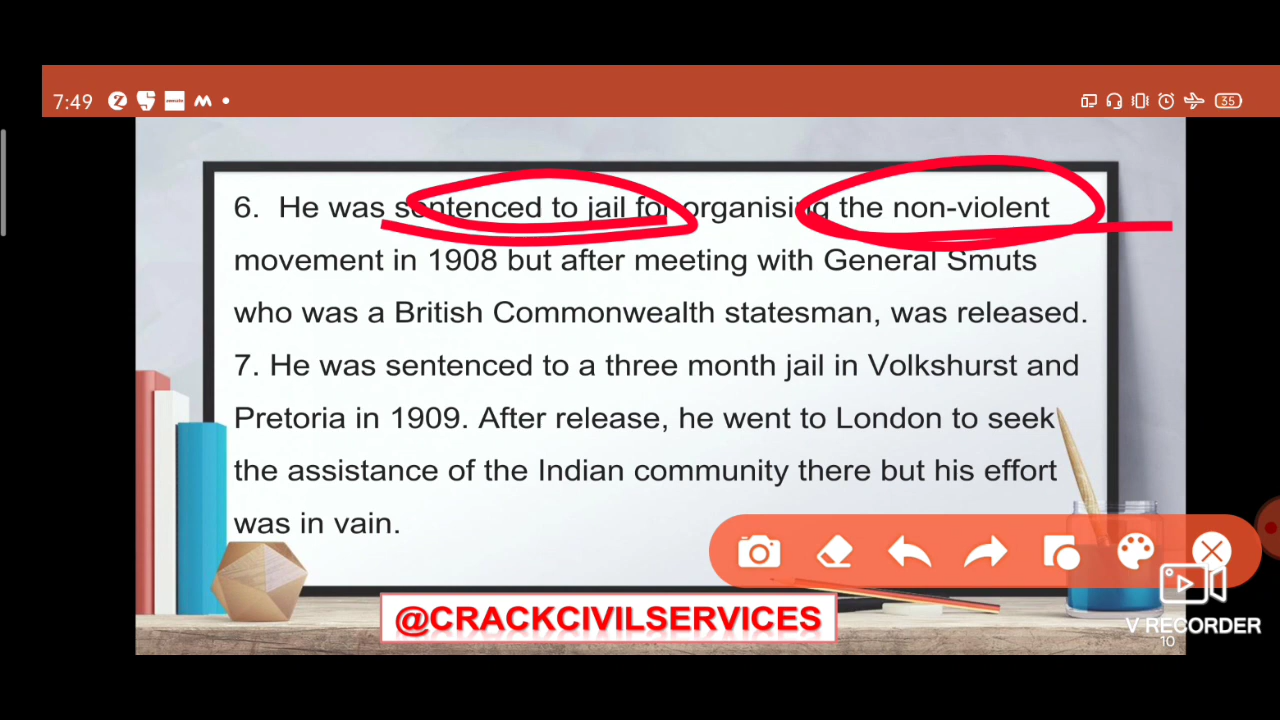 7:49
35
6. He was sentenced to jail for organising the non-violent
movement in 1908 but after meeting with General Smuts
who was a British Commonwealth statesman, was released.
7. He was sentenced to a three month jail in Volkshurst and
Pretoria in 1909. After release, he went to London to seek
the assistance of the Indian community there but his effort
was in vain.
@CRACKCIVILSERVICES
V RECORDER
10